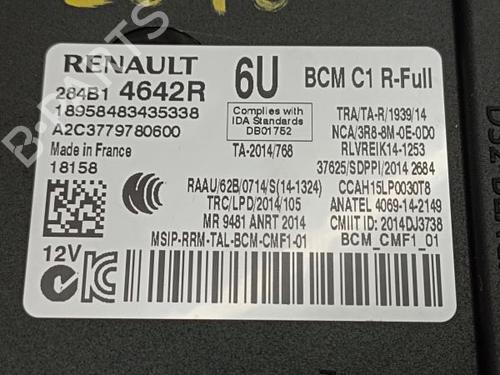 RENAULT 6U BCM C1 R-Full
284B1 4642R
18958483435338
A2C3779780600
Made in France
18158
Complies with
IDA Standards
DB01752
TA-2014/768
TRA/TA-R/1939/14
NCA/3R8-8M-0E-0D0
RLVREIK14-1253
37625/SDPPI/2014 2684
RAAU/62B/0714/S(14-1324) CCAH15LP0030T8
TRC/LPD/2014/105 ANATEL 4069-14-2149
MR 9481 ANRT 2014 CMIIT ID: 2014DJ3738
12V MSIP-RRM-TAL-BCM-CMF1-01 BCM_CMF1_01
B-Parts